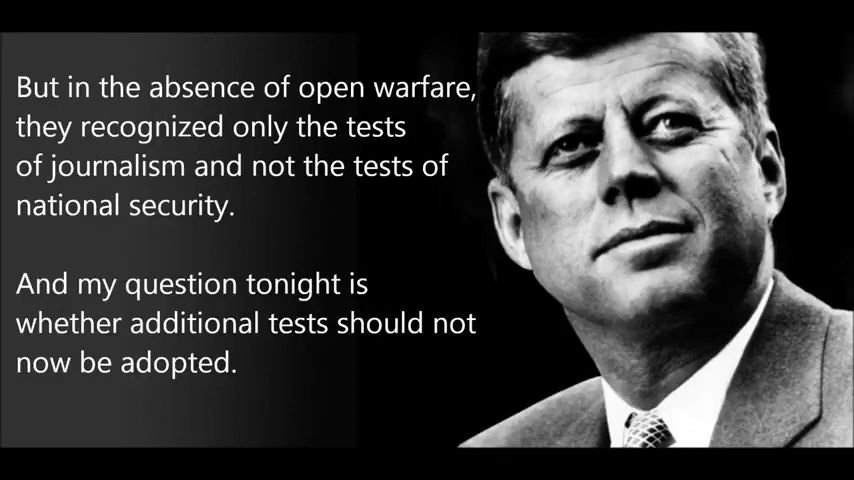 But in the absence of open warfare,
they recognized only the tests
of journalism and not the tests of
national security.
And my question tonight is
whether additional tests should not
now be adopted.